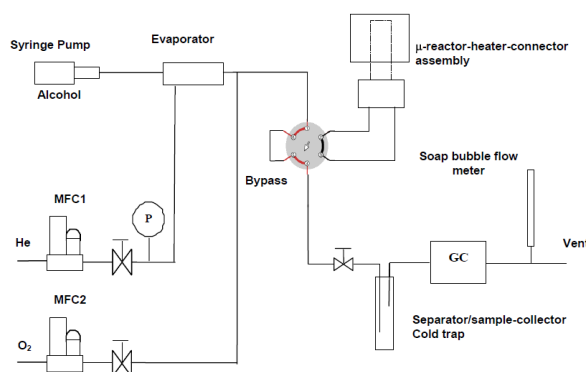 Syringe Pump
Evaporator
Alcohol
μ-reactor-heater-connector
assembly
Bypass
Soap bubble flow
meter
MFC1
P
He
GC
Vent
MFC2
Separator/sample-collector
Cold trap
O₂